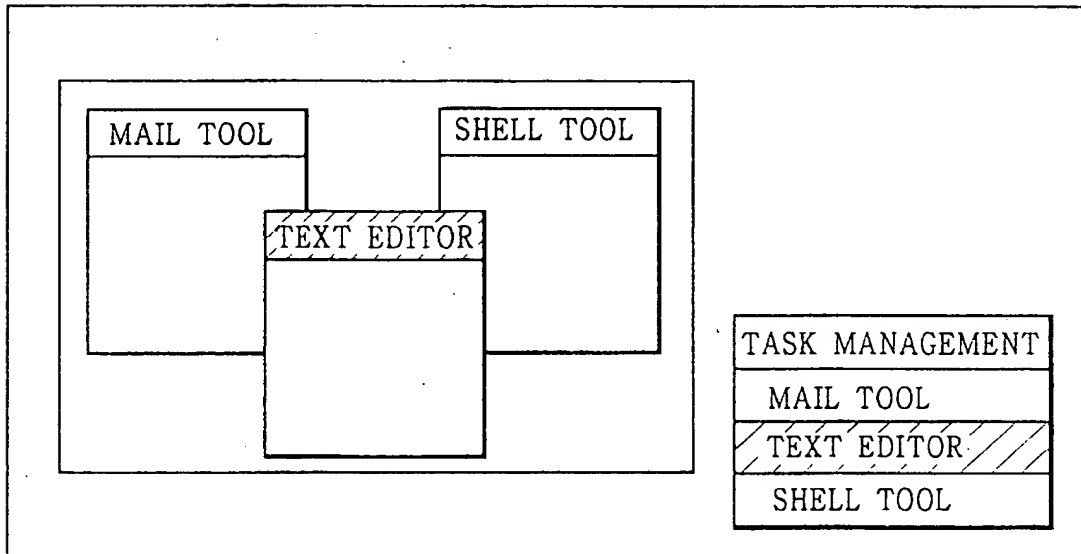 MAIL TOOL
SHELL TOOL
TEXT EDITOR
TASK MANAGEMENT
MAIL TOOL
TEXT EDITOR
SHELL TOOL